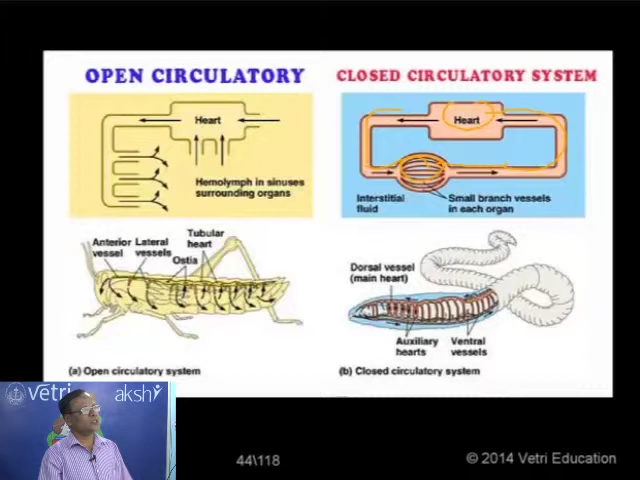 OPEN CIRCULATORY
CLOSED CIRCULATORY SYSTEM
Heart
Hemolymph in sinuses
surrounding organs
Heart
Interstitial
fluid
Small branch vessels
in each organ
Anterior
vessel
Lateral
vessels
Ostia
Tubular
heart
Dorsal vessel
(main heart)
Auxiliary
hearts
Ventral
vessels
(a) Open circulatory system
(b) Closed circulatory system
Vetri
akshy
44\118
© 2014 Vetri Education